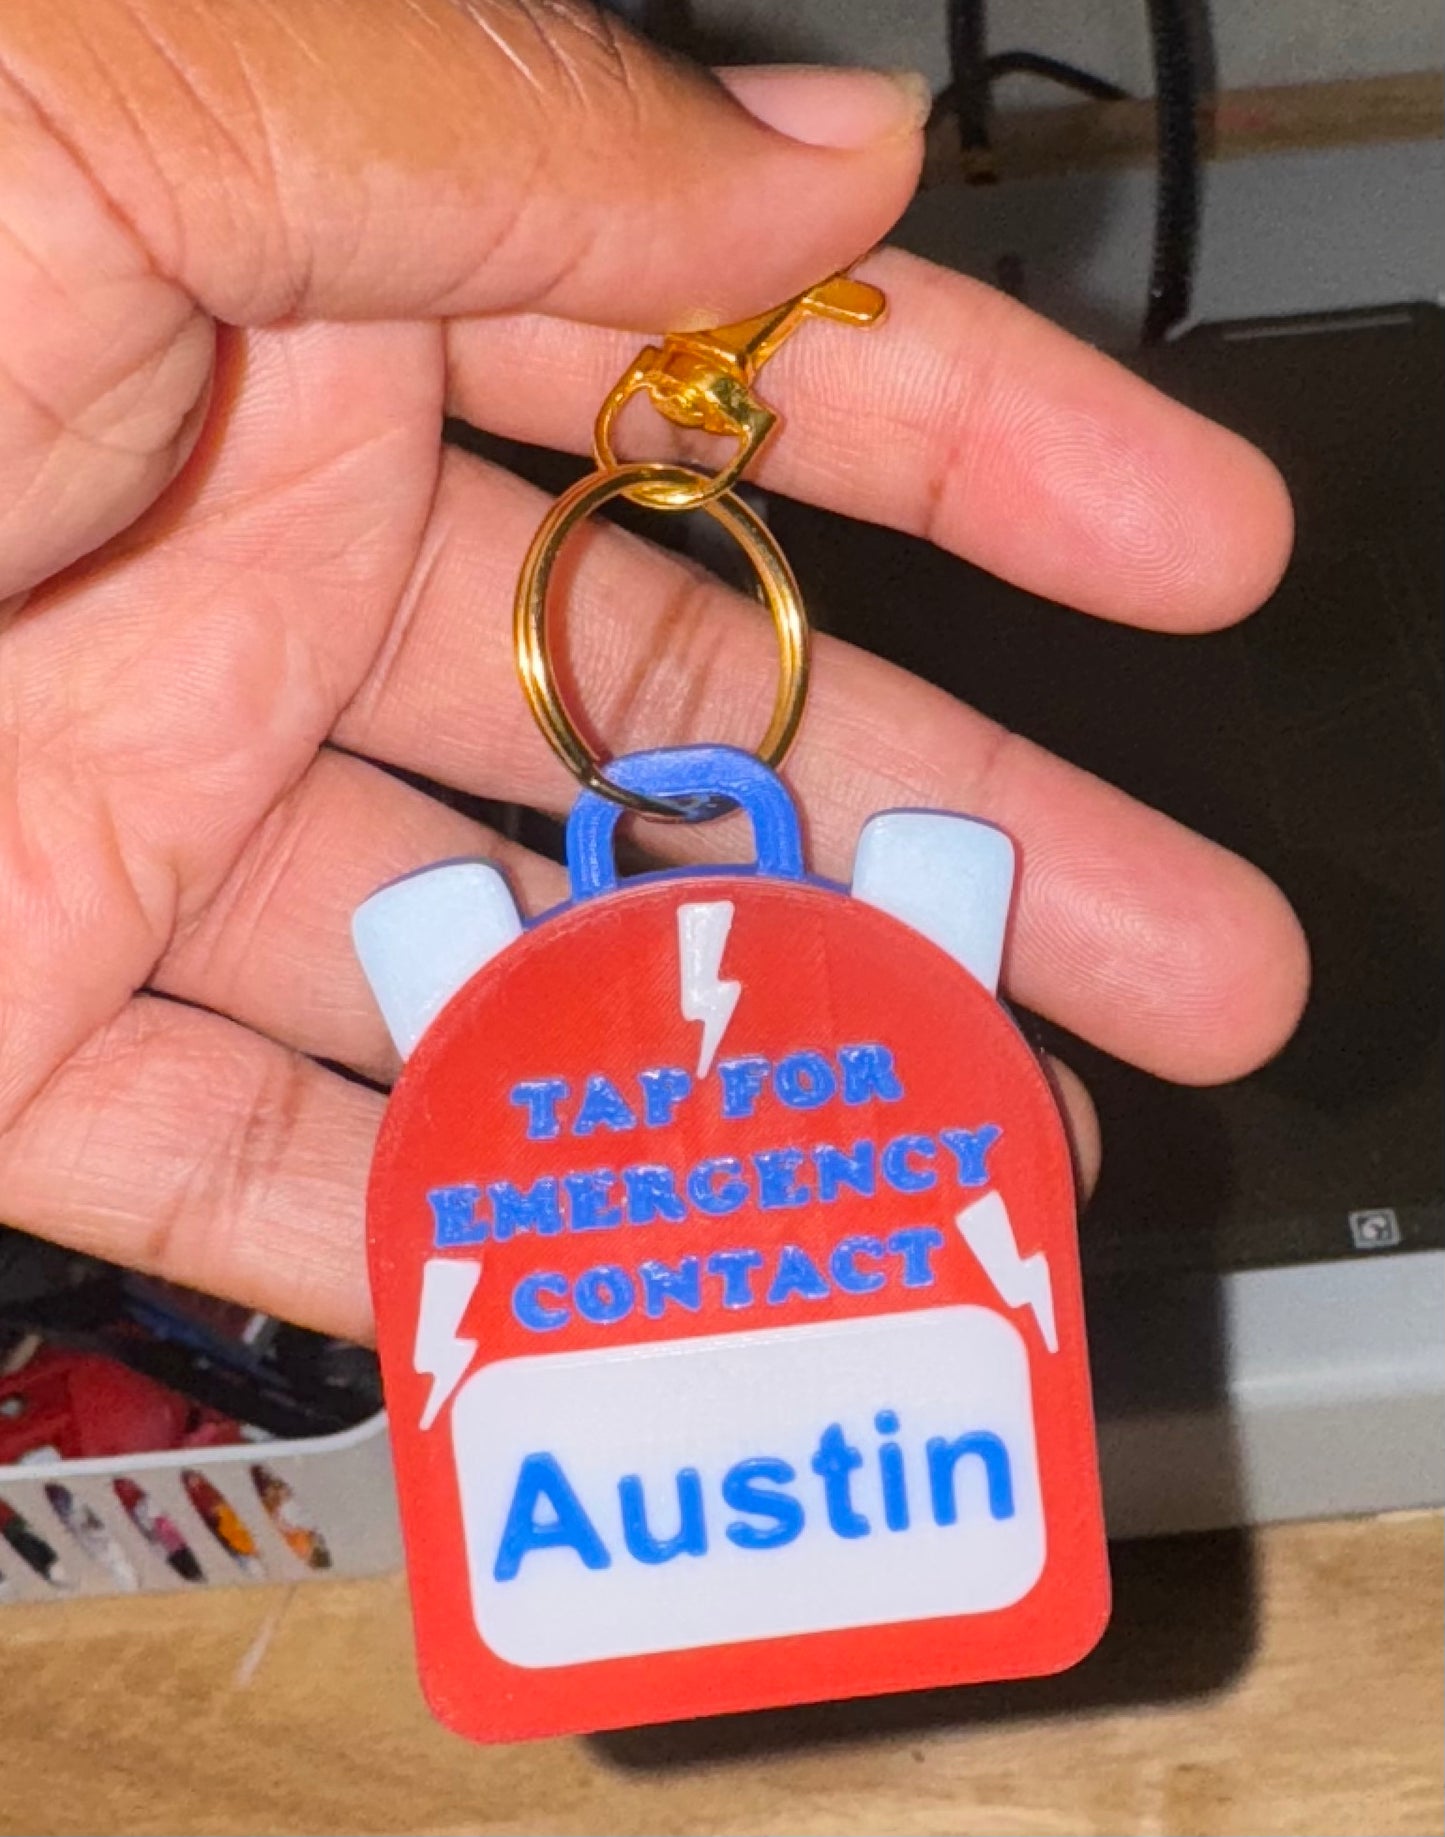 TAP FOR
EMERGENCY
CONTACT
Austin